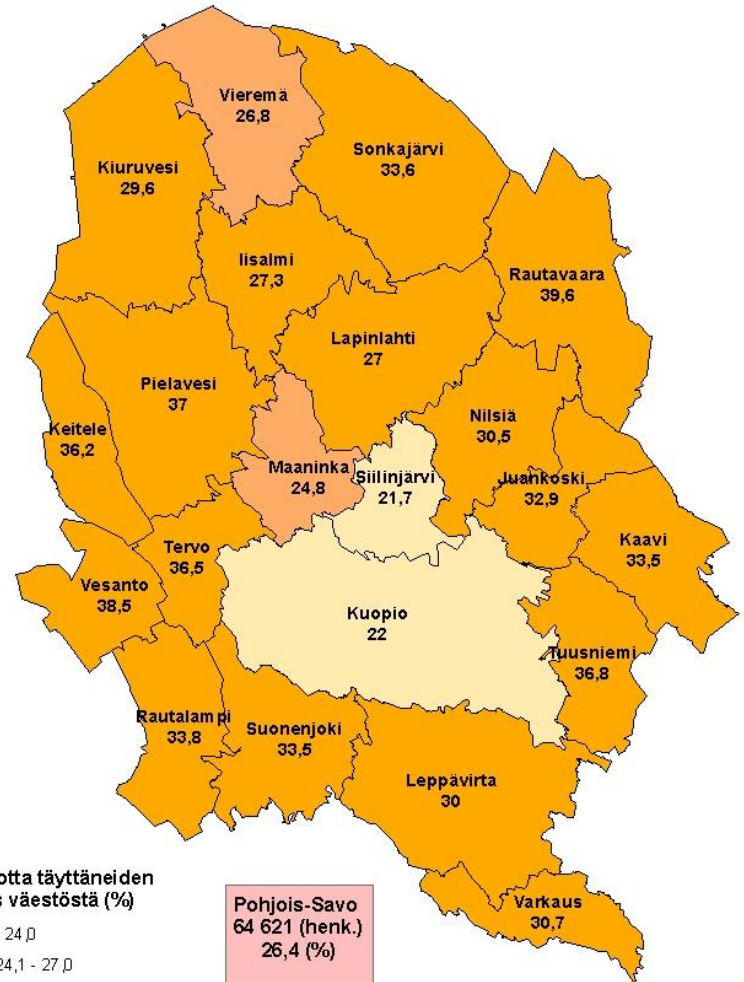 Vieremä
26,8
Kiuruvesi
29,6
Sonkajärvi
33,6
Iisalmi
27,3
Rautavaara
39,6
Lapinlahti
27
Pielavesi
37
Keitele
36,2
Nilsiä
30,5
Maaninka
24,8
Siilinjärvi
21,7
Juankoski
32,9
Kaavi
33,5
Tervo
36,5
Vesanto
38,5
Kuopio
22
Tuusniemi
36,8
Rautalampi
33,8
Suonenjoki
33,5
Leppävirta
30
Varkaus
30,7
otta täyttäneiden
s väestöstä (%)
24,0
24,1 - 27,0
Pohjois-Savo
64 621 (henk.)
26,4 (%)